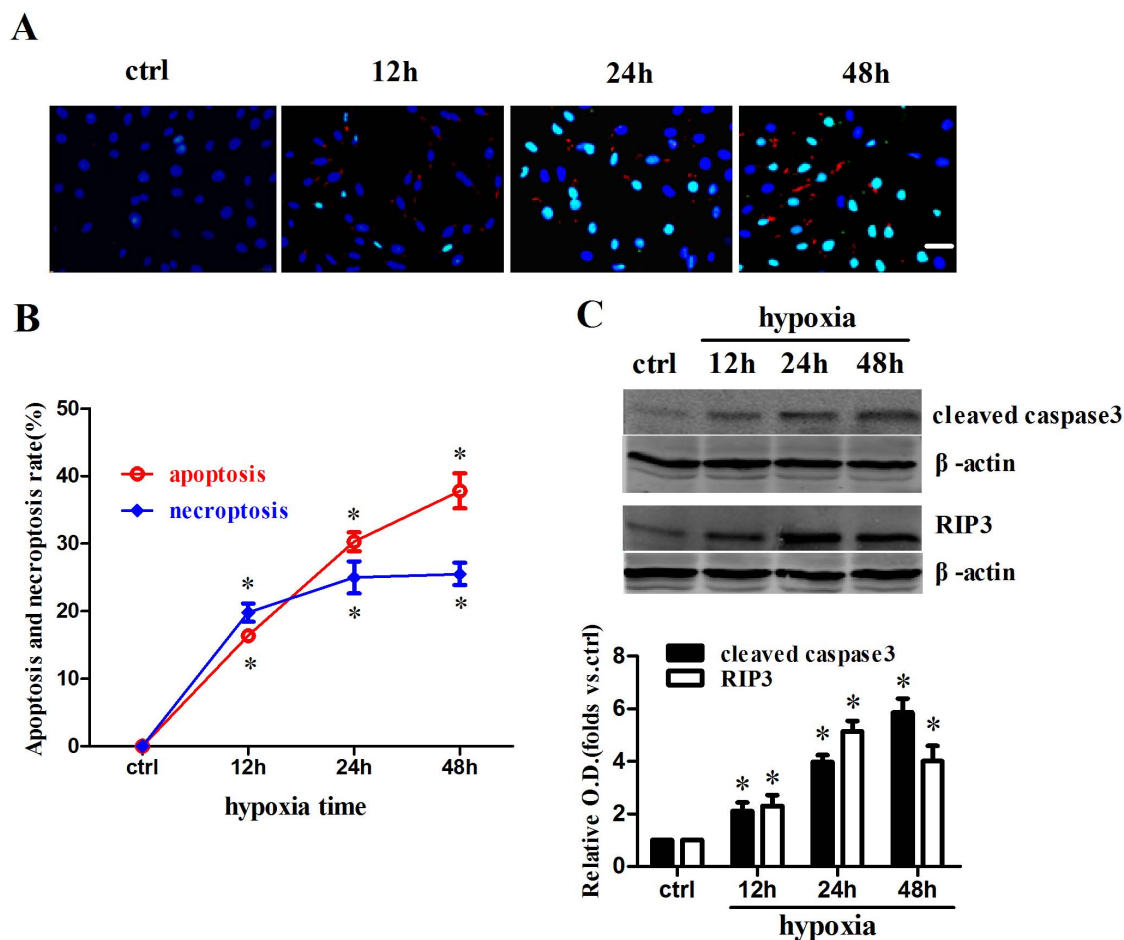 A
ctrl 12h 24h 48h
B
Apoptosis and necroptosis rate(%)
50
40
30
20
10
0
apoptosis
necroptosis
*
*
*
*
*
*
ctrl 12h 24h 48h
hypoxia time
C
hypoxia
ctrl 12h 24h 48h
cleaved caspase3
β -actin
RIP3
β -actin
Relative O.D.(folds vs.ctrl)
8
6
4
2
0
cleaved caspase3
RIP3
* *
* *
* *
ctrl 12h 24h 48h
hypoxia